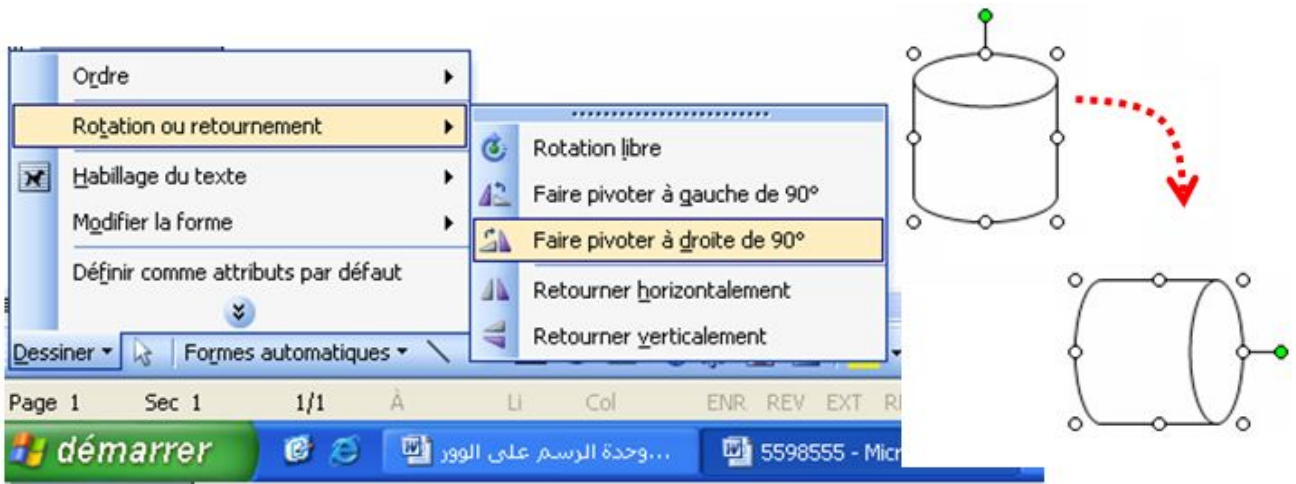 Ordre
Rotation ou retournement
Habillage du texte
Modifier la forme
Définir comme attributs par défaut
Rotation libre
Faire pivoter à gauche de 90°
Faire pivoter à droite de 90°
Retourner horizontalement
Retourner verticalement
Dessiner Formes automatiques
Page 1 Sec 1 1/1 À Li Col ENR REV EXT
démarrer وحدة الرسم على الوور... 5598555 - Micr